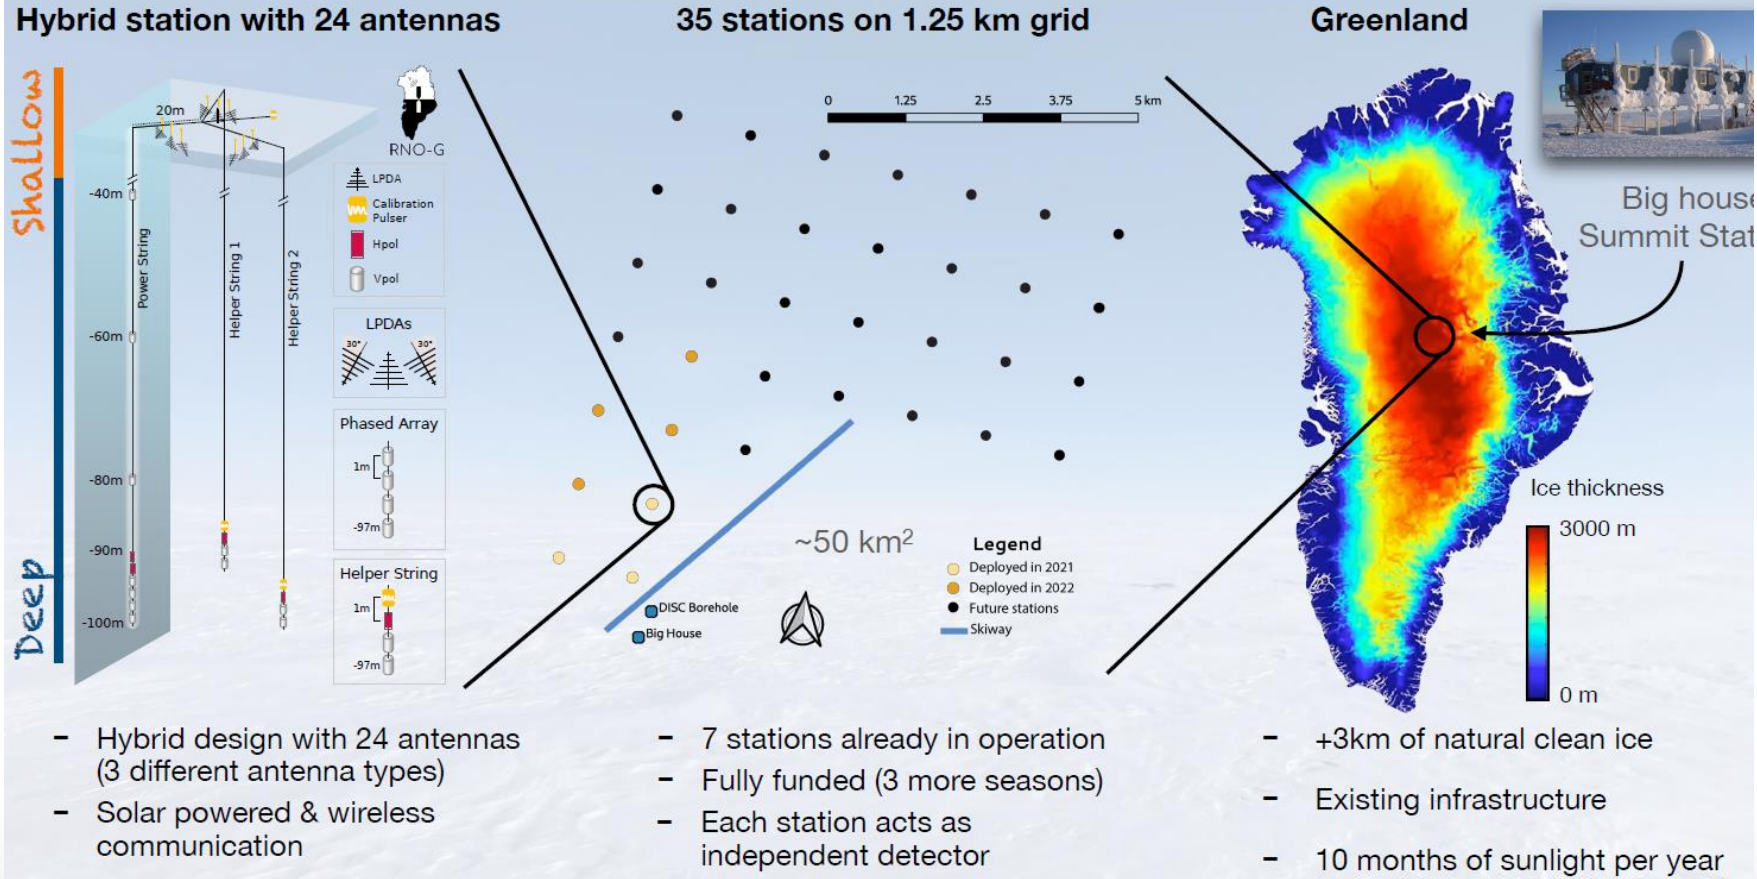 Hybrid station with 24 antennas
Shallow
Deep
20m
-40m
-60m
-80m
-90m
-100m
Power String
Helper String 1
Helper String 2
RNO-G
LPDA
Calibration
Pulser
Hpol
Vpol
LPDAs
30° 30°
Phased Array
1m
-97m
Helper String
1m
-97m
- Hybrid design with 24 antennas
(3 different antenna types)
- Solar powered & wireless
communication
35 stations on 1.25 km grid
0 1.25 2.5 3.75 5 km
~50 km²
DISC Borehole
Big House
Legend
Deployed in 2021
Deployed in 2022
Future stations
Skiway
- 7 stations already in operation
- Fully funded (3 more seasons)
- Each station acts as
independent detector
Greenland
Big house
Summit Stat
Ice thickness
3000 m
0 m
- +3km of natural clean ice
- Existing infrastructure
- 10 months of sunlight per year